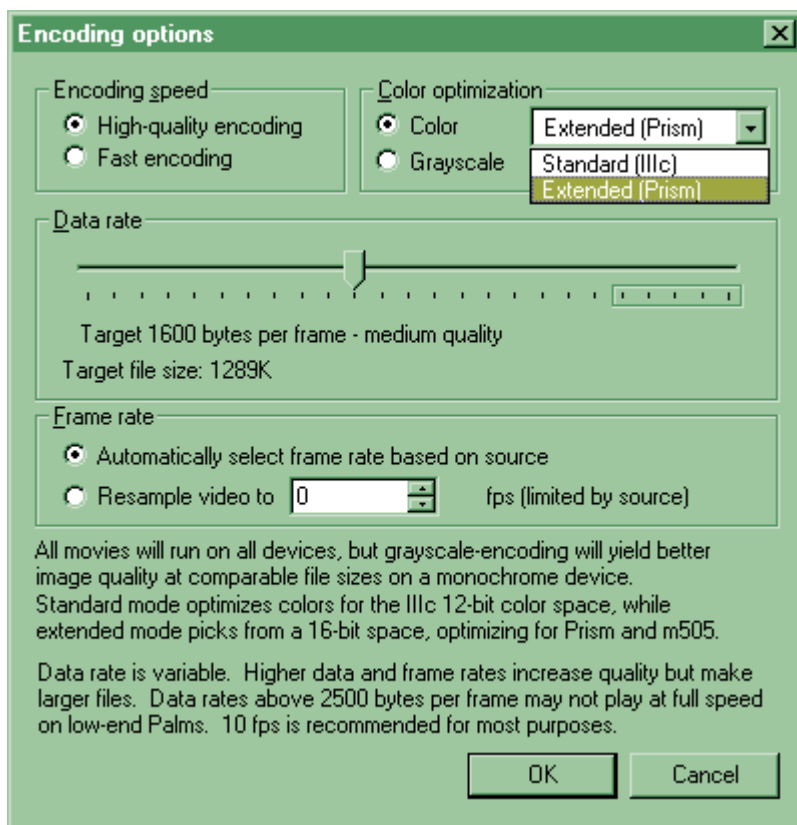 Encoding options
Encoding speed
High-quality encoding
Fast encoding
Color optimization
Color
Extended (Prism)
Grayscale
Standard (IIIc)
Extended (Prism)
Data rate
Target 1600 bytes per frame - medium quality
Target file size: 1289K
Frame rate
Automatically select frame rate based on source
Resample video to 0 fps (limited by source)
All movies will run on all devices, but grayscale-encoding will yield better
image quality at comparable file sizes on a monochrome device.
Standard mode optimizes colors for the IIIc 12-bit color space, while
extended mode picks from a 16-bit space, optimizing for Prism and m505.
Data rate is variable. Higher data and frame rates increase quality but make
larger files. Data rates above 2500 bytes per frame may not play at full speed
on low-end Palms. 10 fps is recommended for most purposes.
OK
Cancel